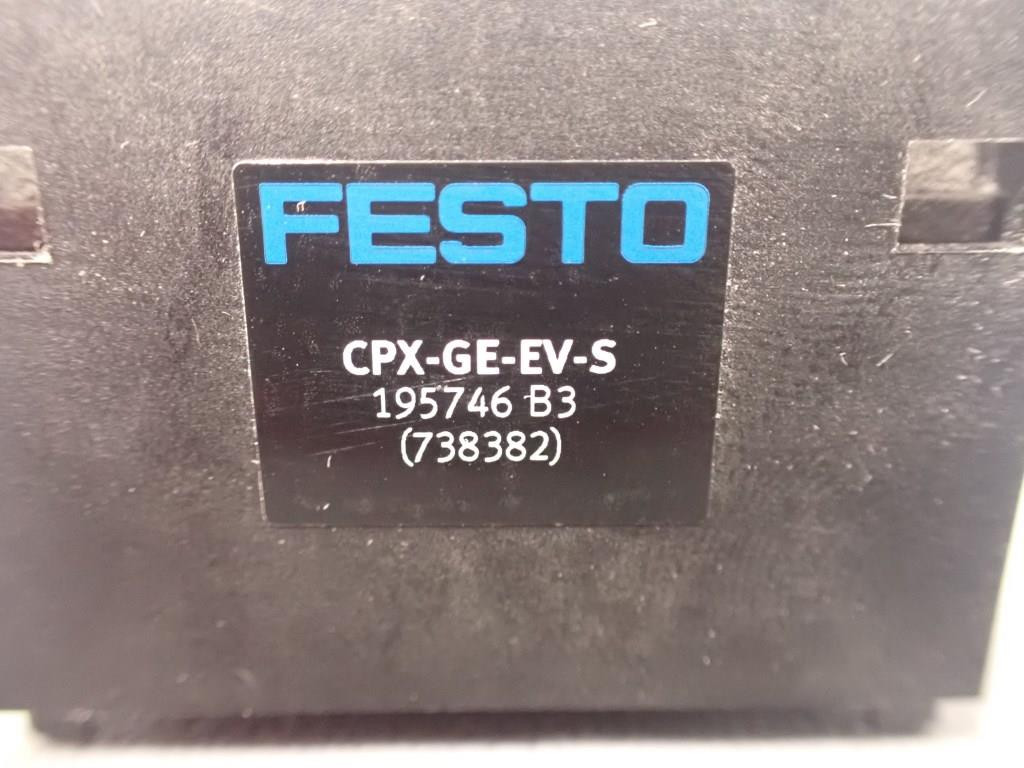 FESTO
CPX-GE-EV-S
195746 B3
(738382)